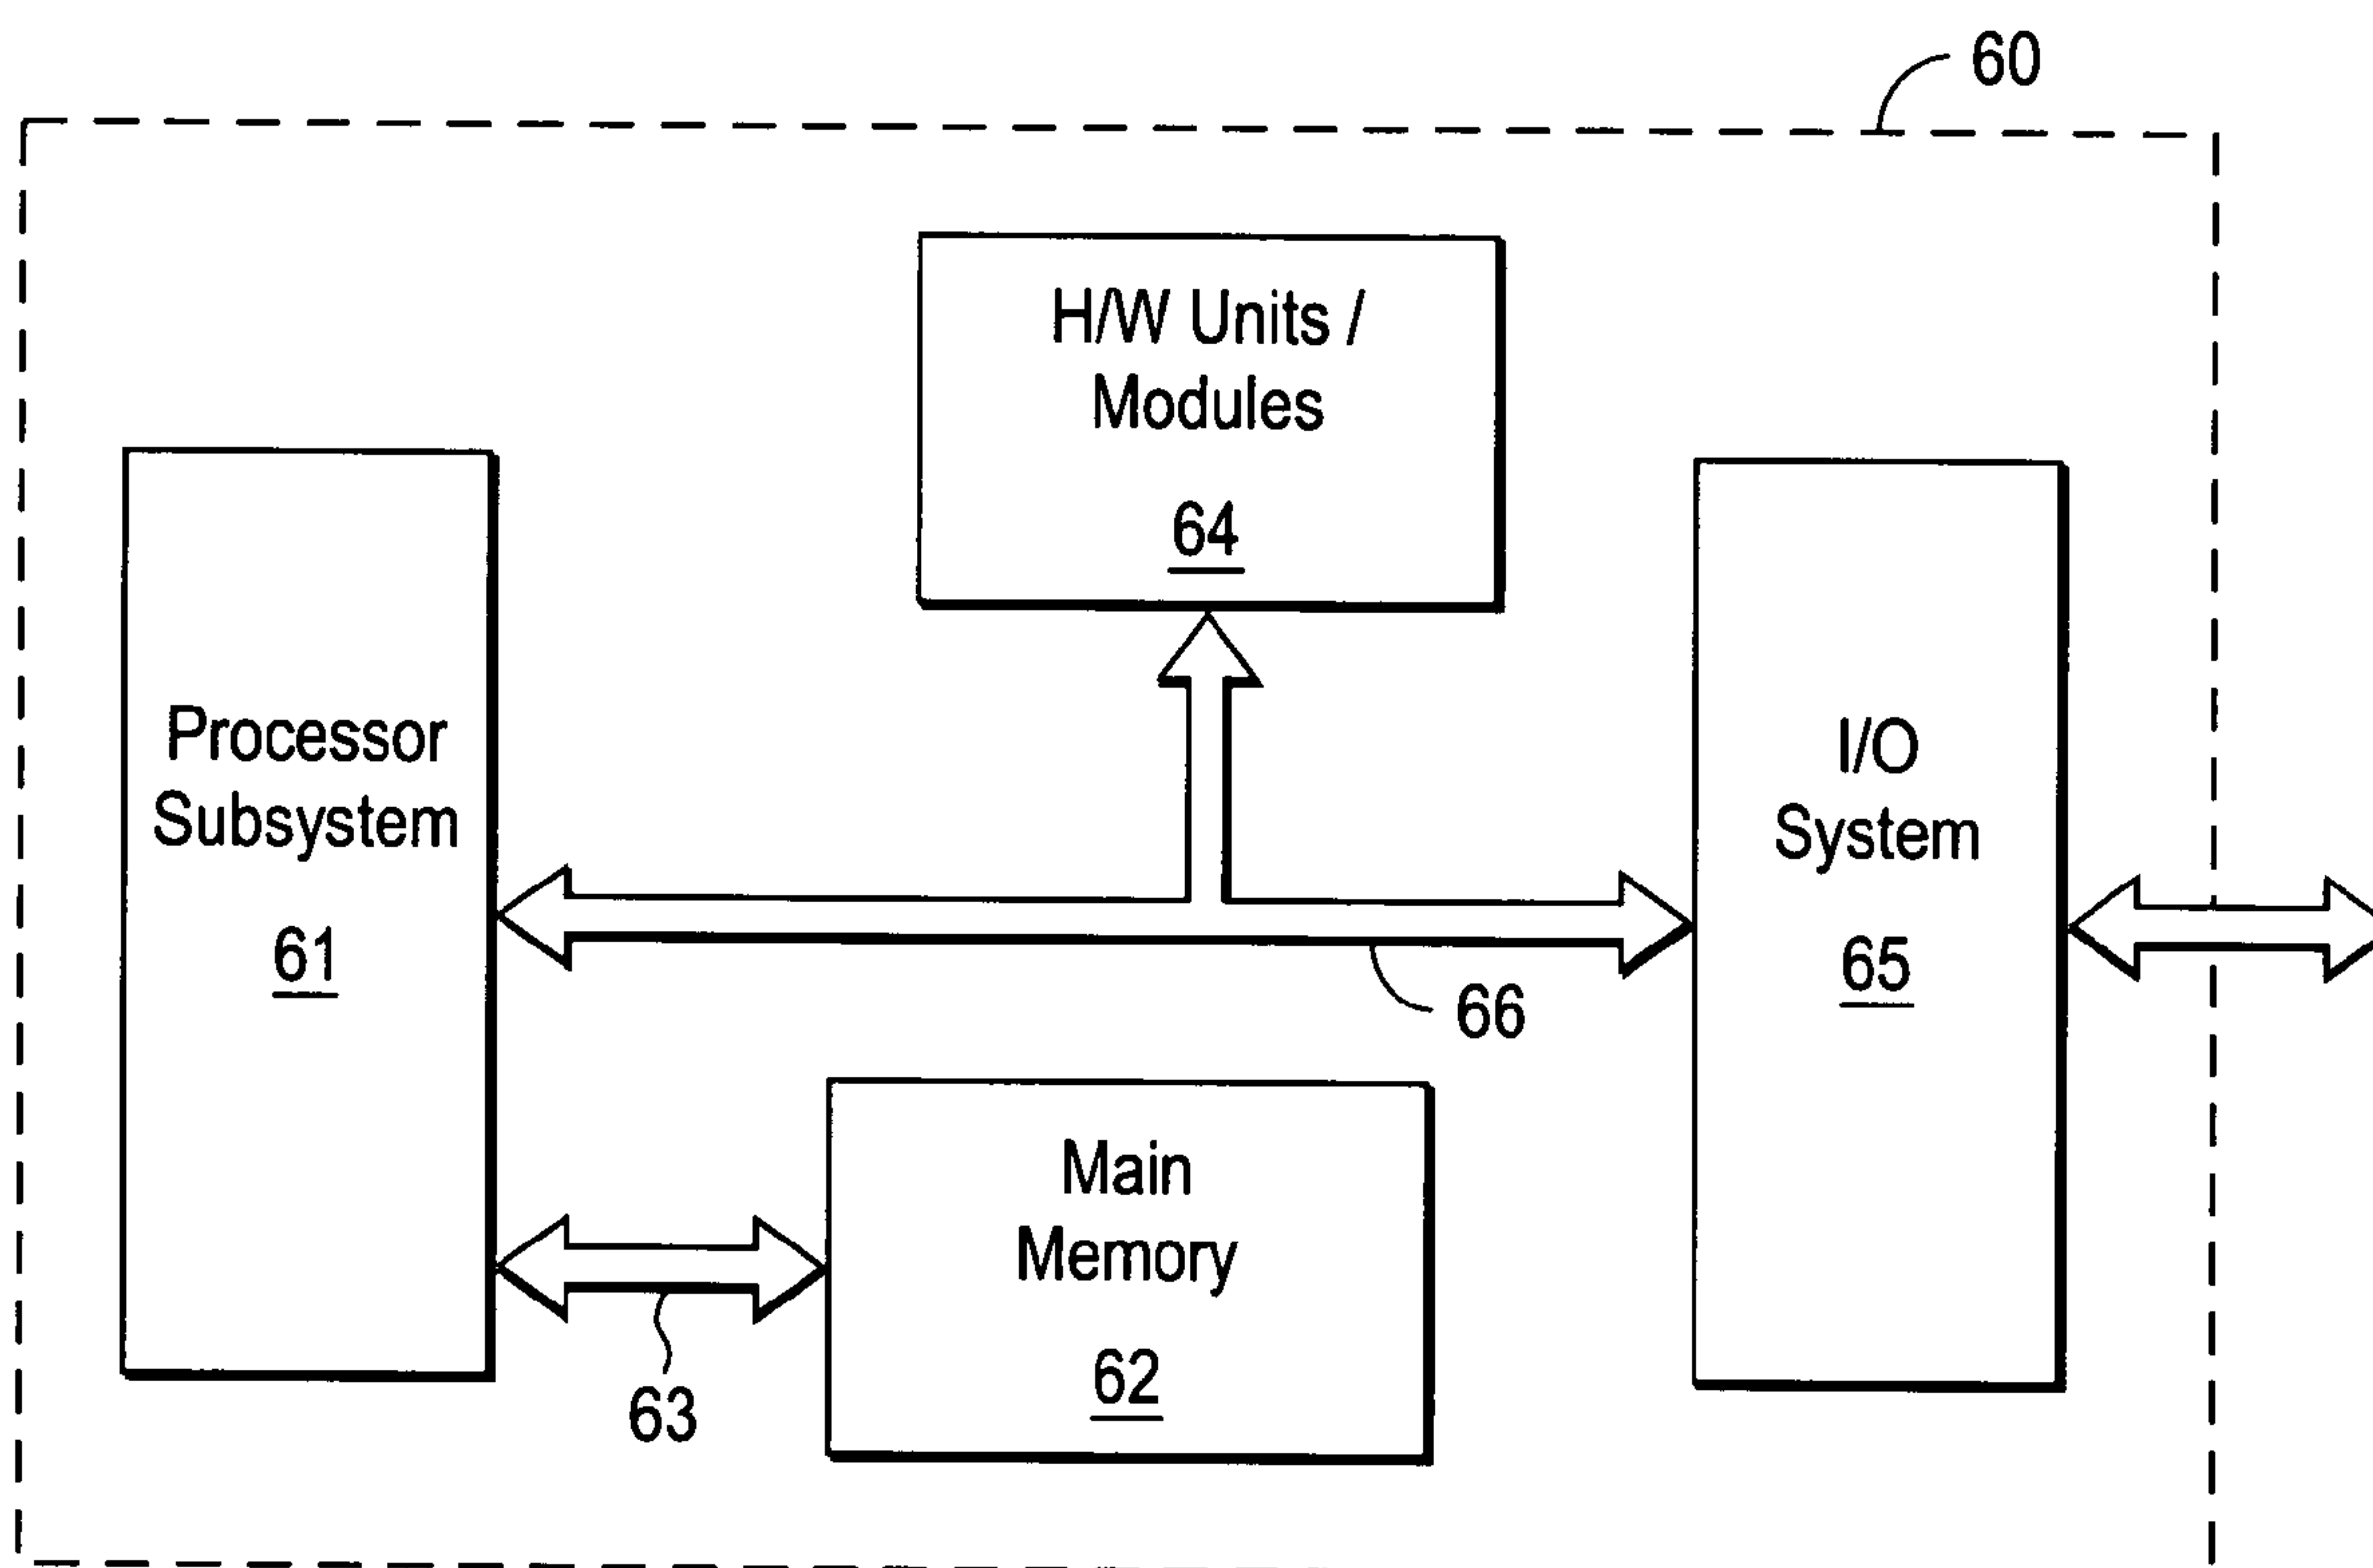 60
H/W Units /
Modules
64
Processor
Subsystem
61
I/O
System
65
66
Main
Memory
62
63